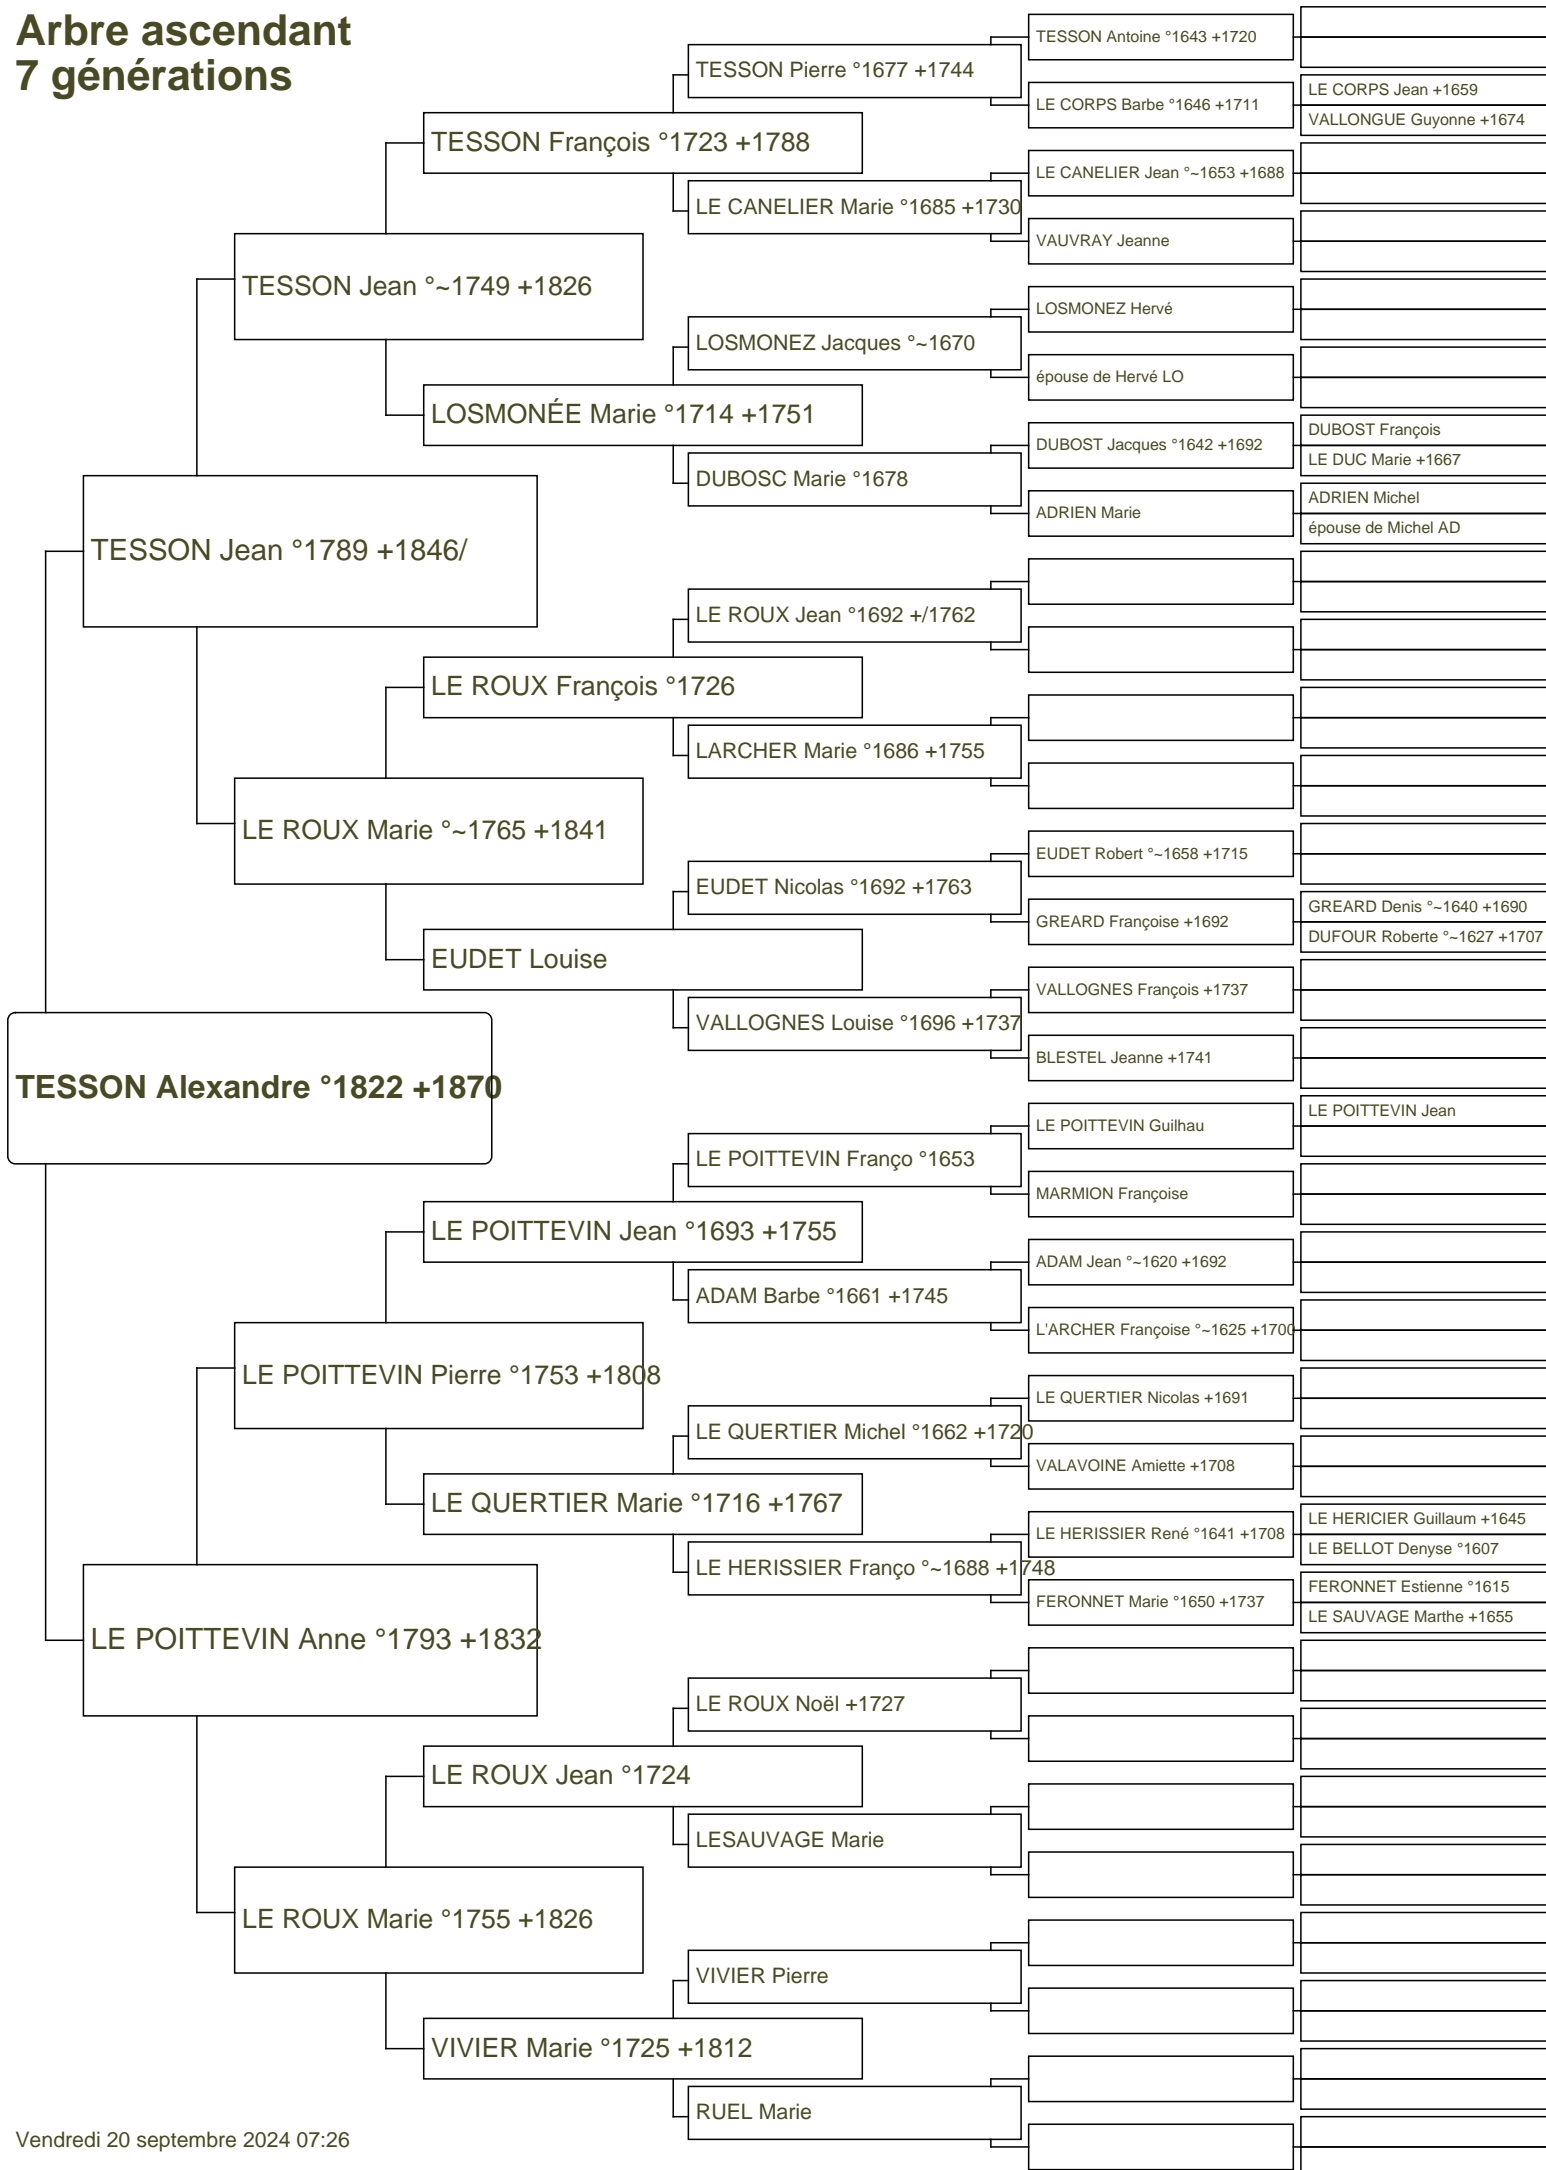 Arbre ascendant
7 générations
TESSON Alexandre °1822 +1870
TESSON Jean °1789 +1846/
LE POITTEVIN Anne °1793 +1832
TESSON Jean °~1749 +1826
LE ROUX Marie °~1765 +1841
LE POITTEVIN Pierre °1753 +1808
LE ROUX Marie °1755 +1826
TESSON François °1723 +1788
LOSMONÉE Marie °1714 +1751
LE ROUX François °1726
EUDET Louise
LE POITTEVIN Jean °1693 +1755
LE QUERTIER Marie °1716 +1767
LE ROUX Jean °1724
VIVIER Marie °1725 +1812
TESSON Pierre °1677 +1744
LE CANELIER Marie °1685 +1730
LOSMONEZ Jacques °~1670
DUBOSC Marie °1678
LE ROUX Jean °1692 +/1762
LARCHER Marie °1686 +1755
EUDET Nicolas °1692 +1763
VALLOGNES Louise °1696 +1737
LE POITTEVIN Franço °1653
ADAM Barbe °1661 +1745
LE QUERTIER Michel °1662 +1720
LE HERISSIER Franço °~1688 +1748
LE ROUX Noël +1727
LESAUVAGE Marie
VIVIER Pierre
RUEL Marie
TESSON Antoine °1643 +1720
LE CORPS Barbe °1646 +1711
LE CANELIER Jean °~1653 +1688
VAUVRAY Jeanne
LOSMONEZ Hervé
épouse de Hervé LO
DUBOST Jacques °1642 +1692
ADRIEN Marie
EUDET Robert °~1658 +1715
GREARD Françoise +1692
VALLOGNES François +1737
BLESTEL Jeanne +1741
LE POITTEVIN Guilhau
MARMION Françoise
ADAM Jean °~1620 +1692
L'ARCHER Françoise °~1625 +1700
LE QUERTIER Nicolas +1691
VALAVOINE Amiette +1708
LE HERISSIER René °1641 +1708
FERONNET Marie °1650 +1737
LE CORPS Jean +1659
VALLONGUE Guyonne +1674
DUBOST François
LE DUC Marie +1667
ADRIEN Michel
épouse de Michel AD
GREARD Denis °~1640 +1690
DUFOUR Roberte °~1627 +1707
LE POITTEVIN Jean
LE HERICIER Guillaum +1645
LE BELLOT Denyse °1607
FERONNET Estienne °1615
LE SAUVAGE Marthe +1655
Vendredi 20 septembre 2024 07:26